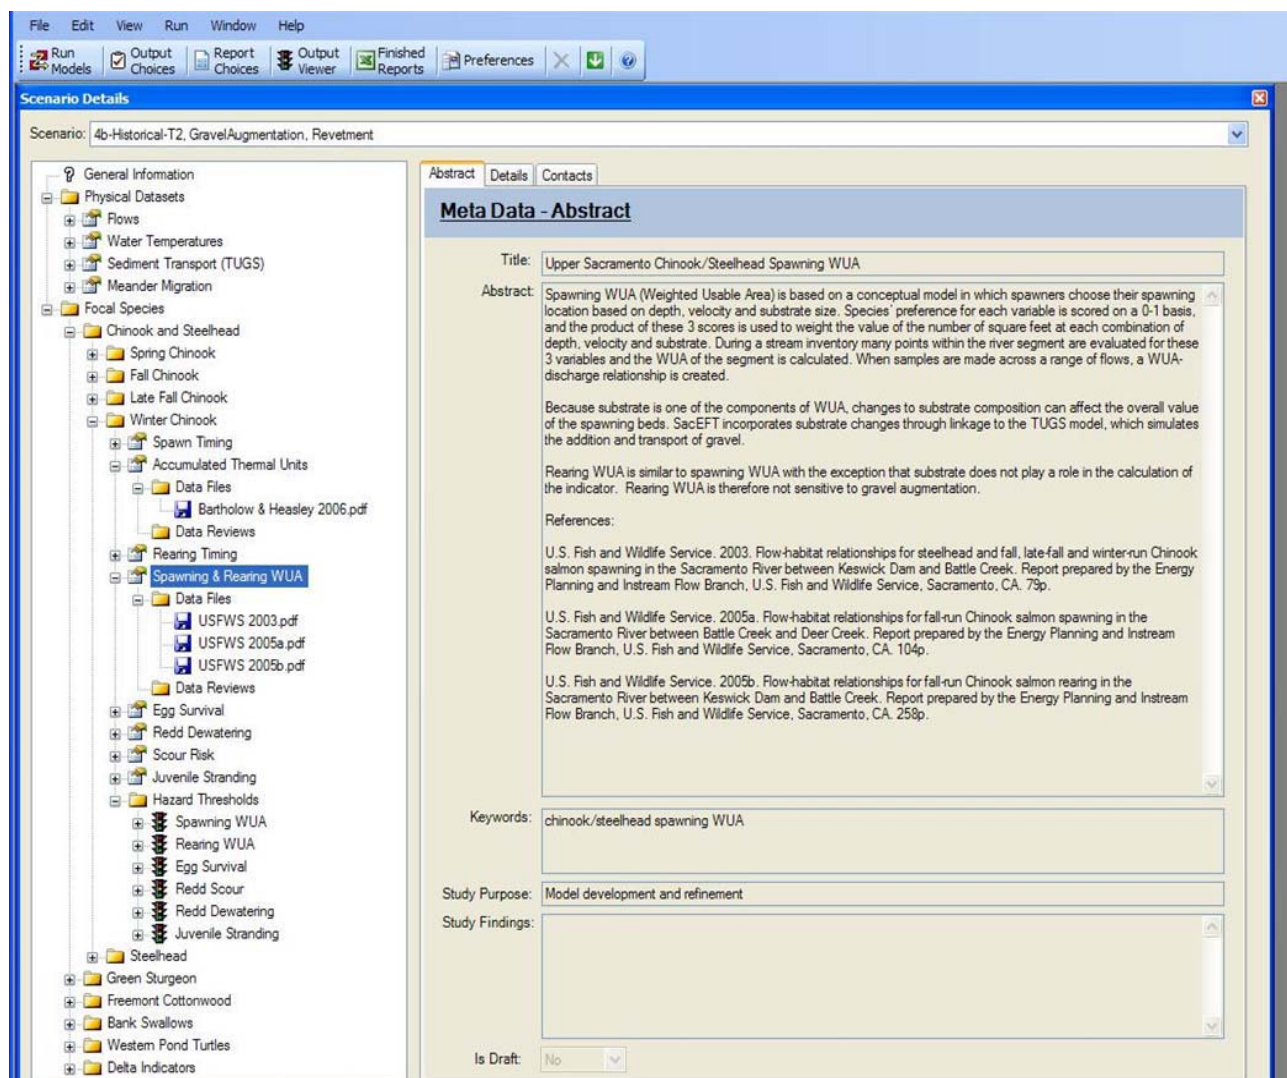 File Edit View Run Window Help
Run Models Output Choices Report Choices Output Viewer Finished Reports Preferences
Scenario Details
Scenario: 4b-Historical-T2, GravelAugmentation, Revetment
General Information
Physical Datasets
Flows
Water Temperatures
Sediment Transport (TUGS)
Meander Migration
Focal Species
Chinook and Steelhead
Spring Chinook
Fall Chinook
Late Fall Chinook
Winter Chinook
Spawn Timing
Accumulated Thermal Units
Data Files
Bartholow & Heasley 2006.pdf
Data Reviews
Rearing Timing
Spawning & Rearing WUA
Data Files
USFWS 2003.pdf
USFWS 2005a.pdf
USFWS 2005b.pdf
Data Reviews
Egg Survival
Redd Dewatering
Scour Risk
Juvenile Stranding
Hazard Thresholds
Spawning WUA
Rearing WUA
Egg Survival
Redd Scour
Redd Dewatering
Juvenile Stranding
Steelhead
Green Sturgeon
Freemont Cottonwood
Bank Swallows
Western Pond Turtles
Delta Indicators
Abstract Details Contacts
Meta Data - Abstract
Title: Upper Sacramento Chinook/Steelhead Spawning WUA
Abstract: Spawning WUA (Weighted Usable Area) is based on a conceptual model in which spawners choose their spawning
location based on depth, velocity and substrate size. Species' preference for each variable is scored on a 0-1 basis,
and the product of these 3 scores is used to weight the value of the number of square feet at each combination of
depth, velocity and substrate. During a stream inventory many points within the river segment are evaluated for these
3 variables and the WUA of the segment is calculated. When samples are made across a range of flows, a WUA-
discharge relationship is created.
Because substrate is one of the components of WUA, changes to substrate composition can affect the overall value
of the spawning beds. SacEFT incorporates substrate changes through linkage to the TUGS model, which simulates
the addition and transport of gravel.
Rearing WUA is similar to spawning WUA with the exception that substrate does not play a role in the calculation of
the indicator. Rearing WUA is therefore not sensitive to gravel augmentation.
References:
U.S. Fish and Wildlife Service. 2003. Flow-habitat relationships for steelhead and fall, late-fall and winter-run Chinook
salmon spawning in the Sacramento River between Keswick Dam and Battle Creek. Report prepared by the Energy
Planning and Instream Flow Branch, U.S. Fish and Wildlife Service, Sacramento, CA. 79p.
U.S. Fish and Wildlife Service. 2005a. Flow-habitat relationships for fall-run Chinook salmon spawning in the
Sacramento River between Battle Creek and Deer Creek. Report prepared by the Energy Planning and Instream
Flow Branch, U.S. Fish and Wildlife Service, Sacramento, CA. 104p.
U.S. Fish and Wildlife Service. 2005b. Flow-habitat relationships for fall-run Chinook salmon rearing in the
Sacramento River between Keswick Dam and Battle Creek. Report prepared by the Energy Planning and Instream
Flow Branch, U.S. Fish and Wildlife Service, Sacramento, CA. 258p.
Keywords: chinook/steelhead spawning WUA
Study Purpose: Model development and refinement
Study Findings:
Is Draft: No